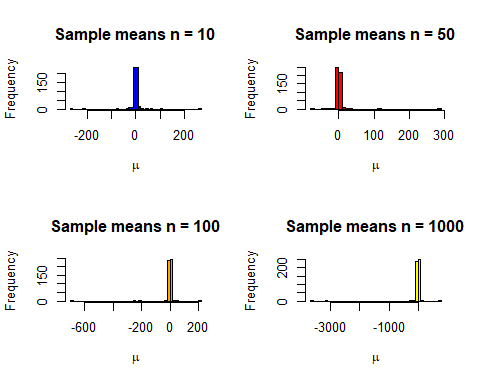 Sample means n = 10
Frequency
0 150
-200 0 200
μ
Sample means n = 50
Frequency
0 150
0 100 200 300
μ
Sample means n = 100
Frequency
0 150
-600 -200 0 200
μ
Sample means n = 1000
Frequency
0 200
-3000 -1000
μ